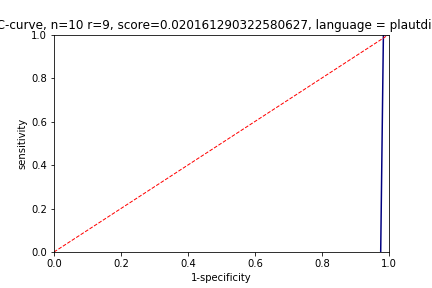 C-curve, n=10 r=9, score=0.020161290322580627, language = plautdi
1.0
0.8
0.6
0.4
0.2
0.0
sensitivity
0.0 0.2 0.4 0.6 0.8 1.0
1-specificity